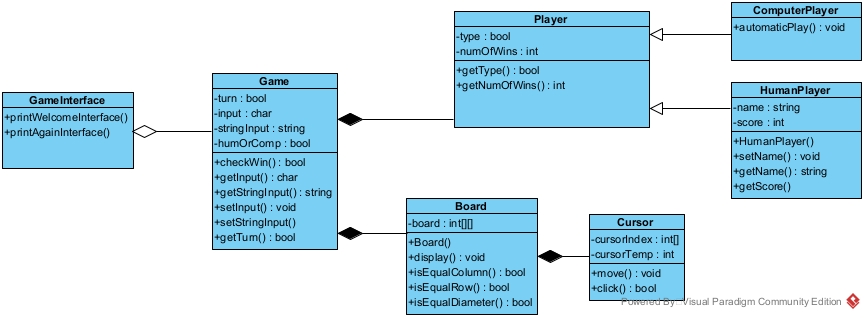 GameInterface
+printWelcomeInterface()
+printAgainInterface()
Game
-turn : bool
-input : char
-stringInput : string
-humOrComp : bool
+checkWin() : bool
+getInput() : char
+getStringInput() : string
+setInput() : void
+setStringInput()
+getTurn() : bool
Player
-type : bool
-numOfWins : int
+getType() : bool
+getNumOfWins() : int
ComputerPlayer
+automaticPlay() : void
HumanPlayer
-name : string
-score : int
+HumanPlayer()
+setName() : void
+getName() : string
+getScore()
Board
-board : int[][]
+Board()
+display() : void
+isEqualColumn() : bool
+isEqualRow() : bool
+isEqualDiameter() : bool
Cursor
-cursorIndex : int[]
-cursorTemp : int
+move() : void
+click() : bool
Powered By: Visual Paradigm Community Edition